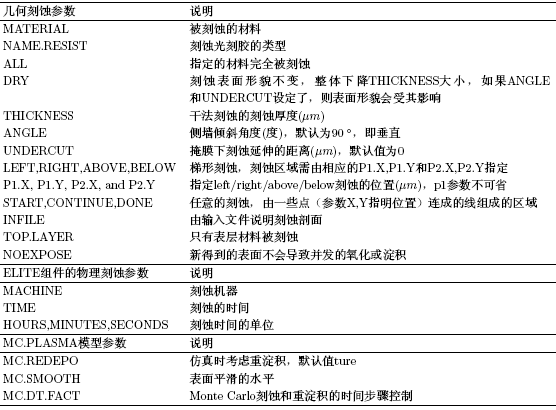 几何刻蚀参数 说明
MATERIAL 被刻蚀的材料
NAME.RESIST 刻蚀光刻胶的类型
ALL 指定的材料完全被刻蚀
DRY 刻蚀表面形貌不变，整体下降THICKNESS大小，如果ANGLE
和UNDERCUT设定了，则表面形貌会受其影响
THICKNESS 干法刻蚀的刻蚀厚度(μm)
ANGLE 侧墙倾斜角度(度)，默认为90 °，即垂直
UNDERCUT 掩膜下刻蚀延伸的距离(μm)，默认值为0
LEFT,RIGHT,ABOVE,BELOW 梯形刻蚀，刻蚀区域需由相应的P1.X,P1.Y和P2.X,P2.Y指定
P1.X, P1.Y, P2.X, and P2.Y 指定left/right/above/below刻蚀的位置(μm)，p1参数不可省
START,CONTINUE,DONE 任意的刻蚀，由一些点（参数X,Y指明位置）连成的线组成的区域
INFILE 由输入文件说明刻蚀剖面
TOP.LAYER 只有表层材料被刻蚀
NOEXPOSE 新得到的表面不会导致并发的氧化或淀积
ELITE组件的物理刻蚀参数 说明
MACHINE 刻蚀机器
TIME 刻蚀的时间
HOURS,MINUTES,SECONDS 刻蚀时间的单位
MC.PLASMA模型参数 说明
MC.REDEPO 仿真时考虑重淀积，默认值ture
MC.SMOOTH 表面平滑的水平
MC.DT.FACT Monte Carlo刻蚀和重淀积的时间步骤控制